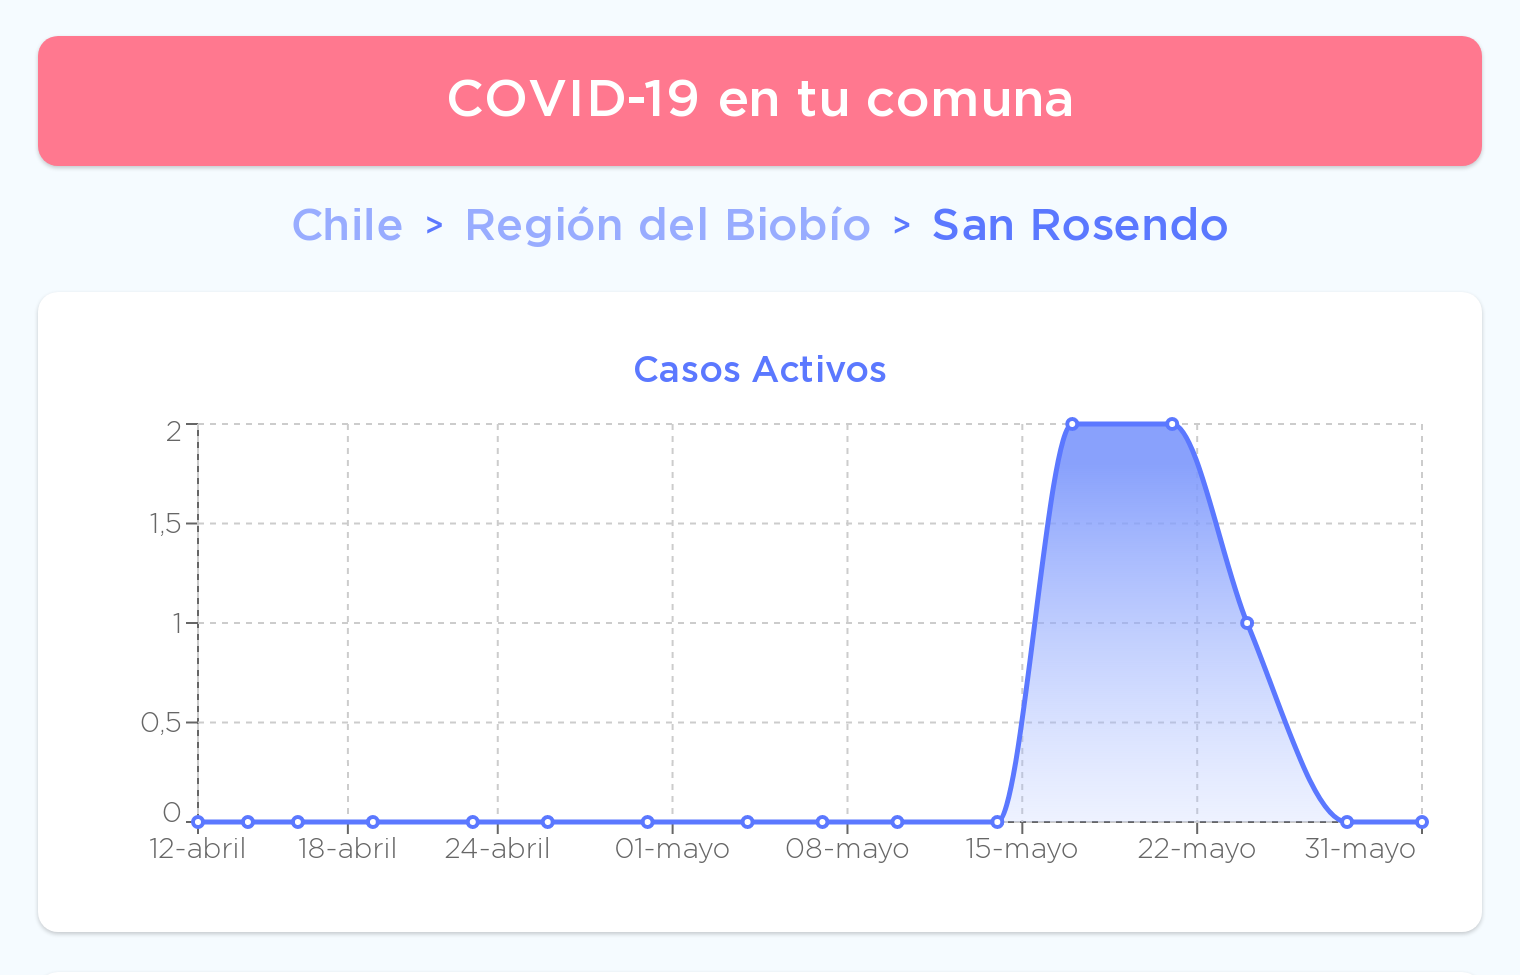 COVID-19 en tu comuna
Chile > Región del Biobío > San Rosendo
Casos Activos
2
1,5
1
0,5
0
12-abril 18-abril 24-abril 01-mayo 08-mayo 15-mayo 22-mayo 31-mayo